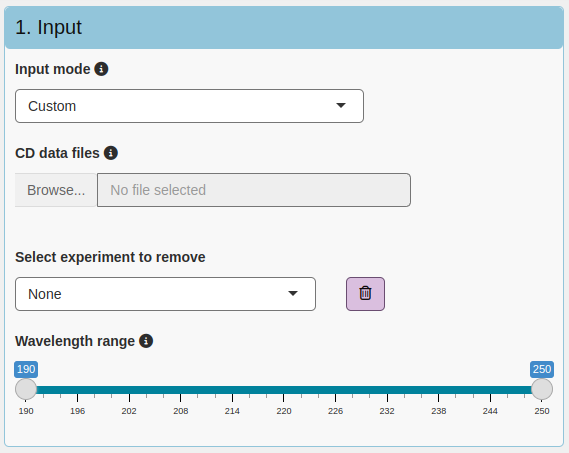 1. Input
Input mode
Custom
CD data files
Browse... No file selected
Select experiment to remove
None
Wavelength range
190 250
190 196 202 208 214 220 226 232 238 244 250